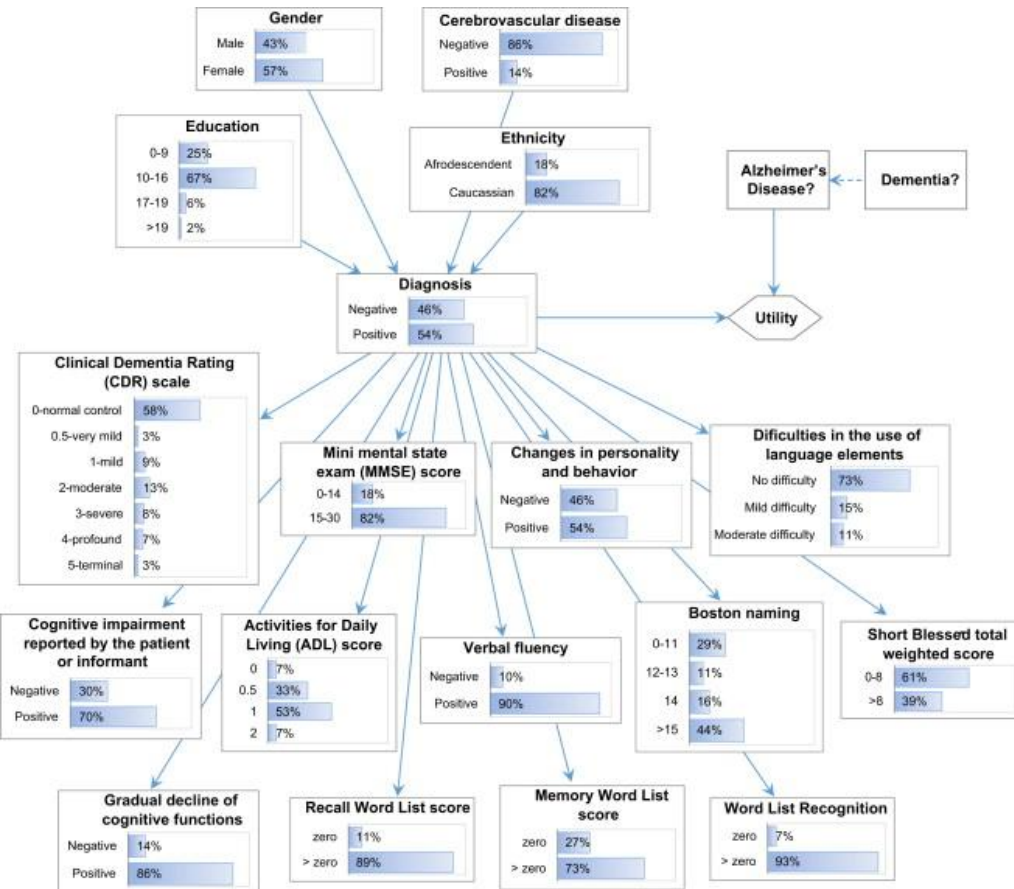 Gender
Male 43%
Female 57%
Cerebrovascular disease
Negative 86%
Positive 14%
Education
0-9 25%
10-16 67%
17-19 6%
>19 2%
Ethnicity
Afrodescendent 18%
Caucassian 82%
Alzheimer's
Disease?
Dementia?
Diagnosis
Negative 46%
Positive 54%
Utility
Clinical Dementia Rating
(CDR) scale
0-normal control 58%
0.5-very mild 3%
1-mild 9%
2-moderate 13%
3-severe 8%
4-profound 7%
5-terminal 3%
Mini mental state
exam (MMSE) score
0-14 18%
15-30 82%
Changes in personality
and behavior
Negative 46%
Positive 54%
Dificulties in the use of
language elements
No difficulty 73%
Mild difficulty 15%
Moderate difficulty 11%
Cognitive impairment
reported by the patient
or informant
Negative 30%
Positive 70%
Activities for Daily
Living (ADL) score
0 7%
0.5 33%
1 53%
2 7%
Verbal fluency
Negative 10%
Positive 90%
Boston naming
0-11 29%
12-13 11%
14 16%
>15 44%
Short Blessed total
weighted score
0-8 61%
>8 39%
Gradual decline of
cognitive functions
Negative 14%
Positive 86%
Recall Word List score
zero 11%
> zero 89%
Memory Word List
score
zero 27%
> zero 73%
Word List Recognition
zero 7%
> zero 93%